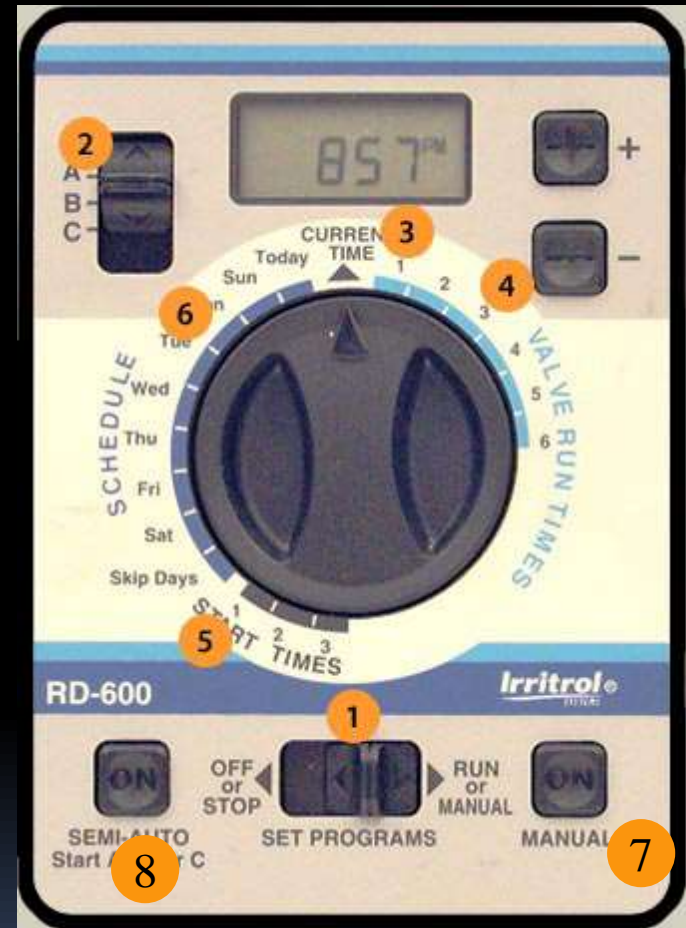 2
A
B
C
857 PM
+
-
3
TIME
4
6
Today
Sun
Wed
Thu
Fri
Sat
Skip Days
SCHEDULE
1
2
3
4
5
6
VALVE RUN TIMES
1
2
3
5
START TIMES
RD-600
Irritrol
1
ON
OFF
or
STOP
SET PROGRAMS
RUN
or
MANUAL
ON
SEMI-AUTO
Start
C
8
MANUAL
7